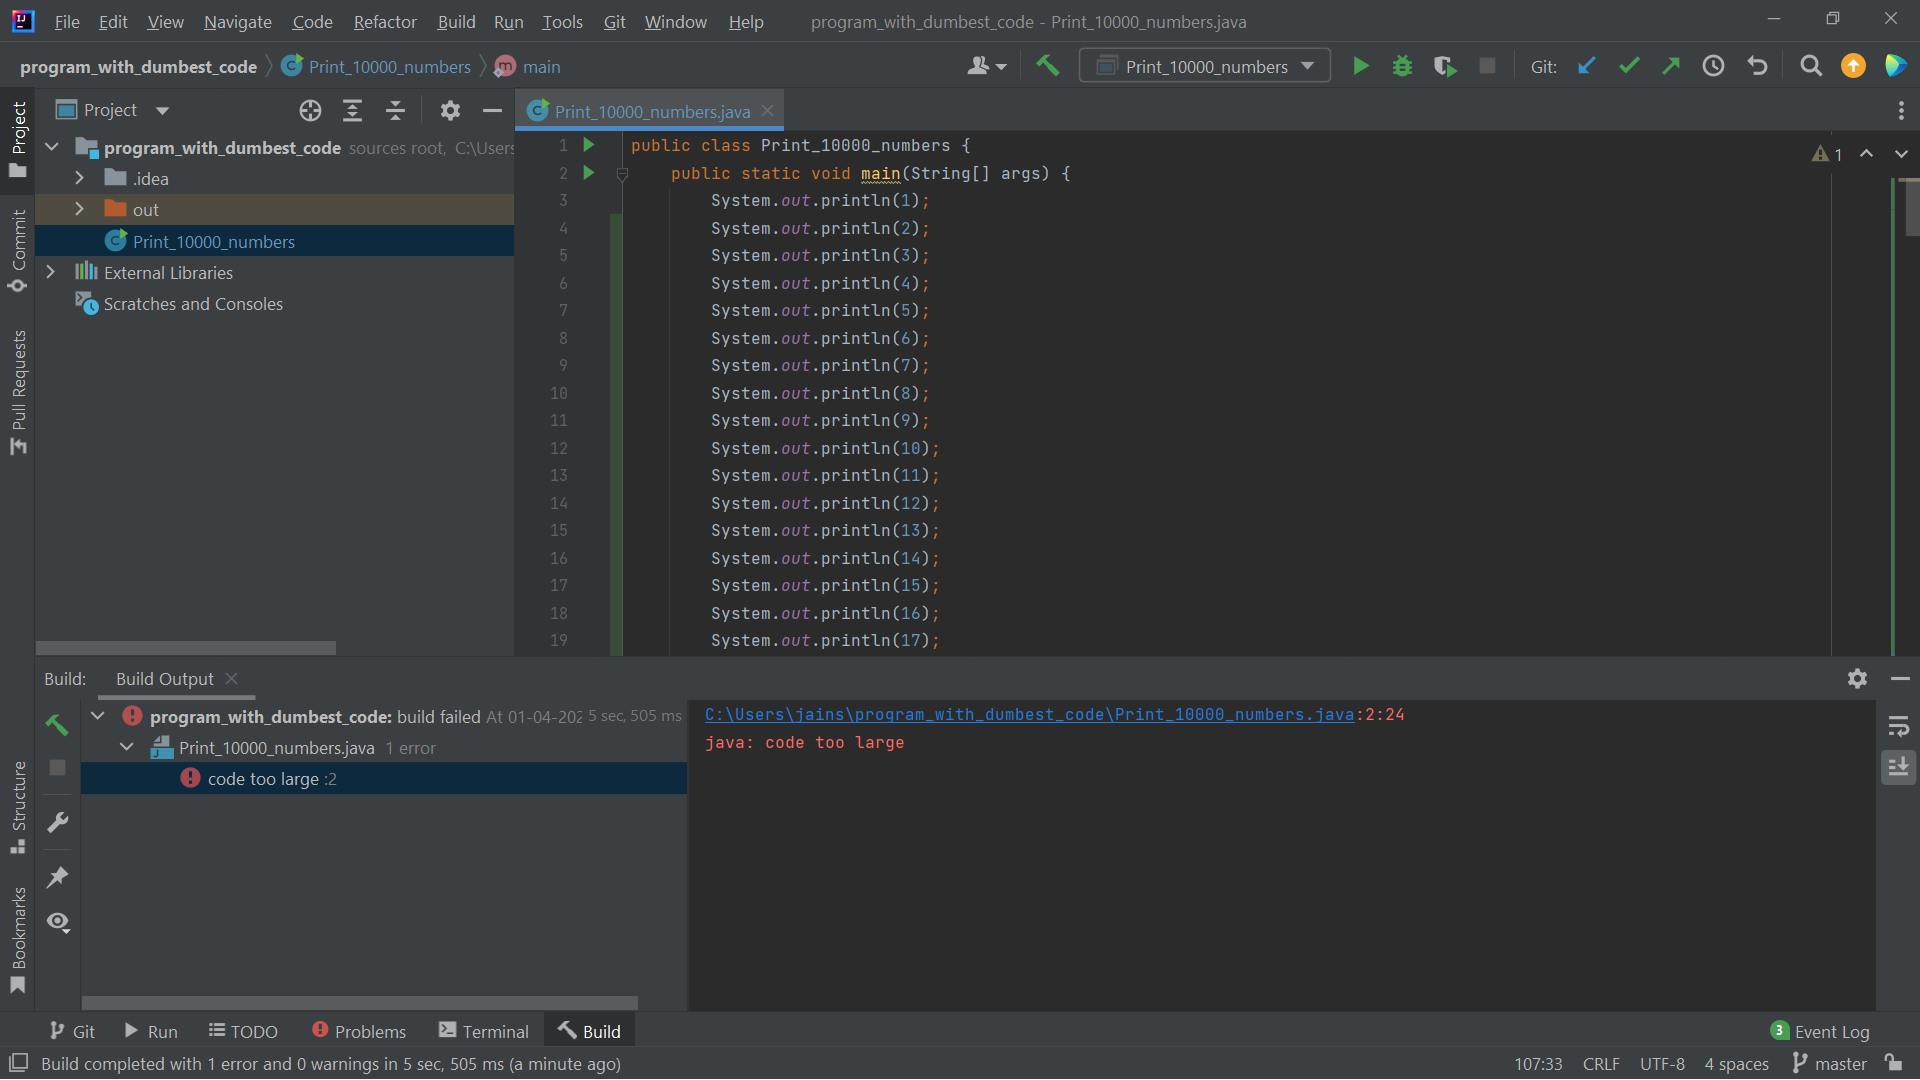 File Edit View Navigate Code Refactor Build Run Tools Git Window Help program_with_dumbest_code - Print_10000_numbers.java
program_with_dumbest_code Print_10000_numbers main Print_10000_numbers Git:
Project
Print_10000_numbers.java
program_with_dumbest_code sources root, C:\Users
.idea
out
Print_10000_numbers
External Libraries
Scratches and Consoles
Project
Commit
Pull Requests
Structure
Bookmarks
1 public class Print_10000_numbers {
2 public static void main(String[] args) {
3 System.out.println(1);
4 System.out.println(2);
5 System.out.println(3);
6 System.out.println(4);
7 System.out.println(5);
8 System.out.println(6);
9 System.out.println(7);
10 System.out.println(8);
11 System.out.println(9);
12 System.out.println(10);
13 System.out.println(11);
14 System.out.println(12);
15 System.out.println(13);
16 System.out.println(14);
17 System.out.println(15);
18 System.out.println(16);
19 System.out.println(17);
1
Build: Build Output
program_with_dumbest_code: build failed At 01-04-202 5 sec, 505 ms
Print_10000_numbers.java 1 error
code too large :2
C:\Users\jains\program_with_dumbest_code\Print_10000_numbers.java:2:24
java: code too large
Git Run TODO Problems Terminal Build 3 Event Log
Build completed with 1 error and 0 warnings in 5 sec, 505 ms (a minute ago) 107:33 CRLF UTF-8 4 spaces master